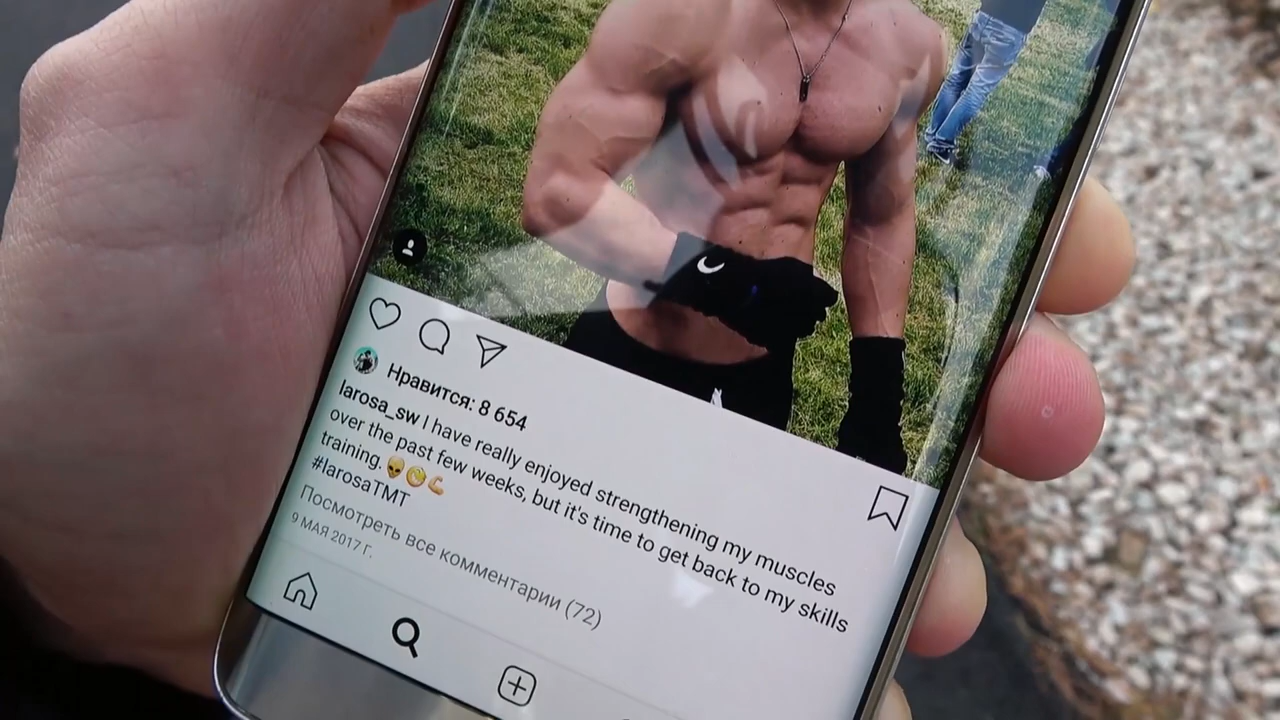 Нравится: 8 654
larosa_sw I have really enjoyed strengthening my muscles
over the past few weeks, but it's time to get back to my skills
training. 👽😋💪
#larosaTMT
Посмотреть все комментарии (72)
9 МАЯ 2017 Г.